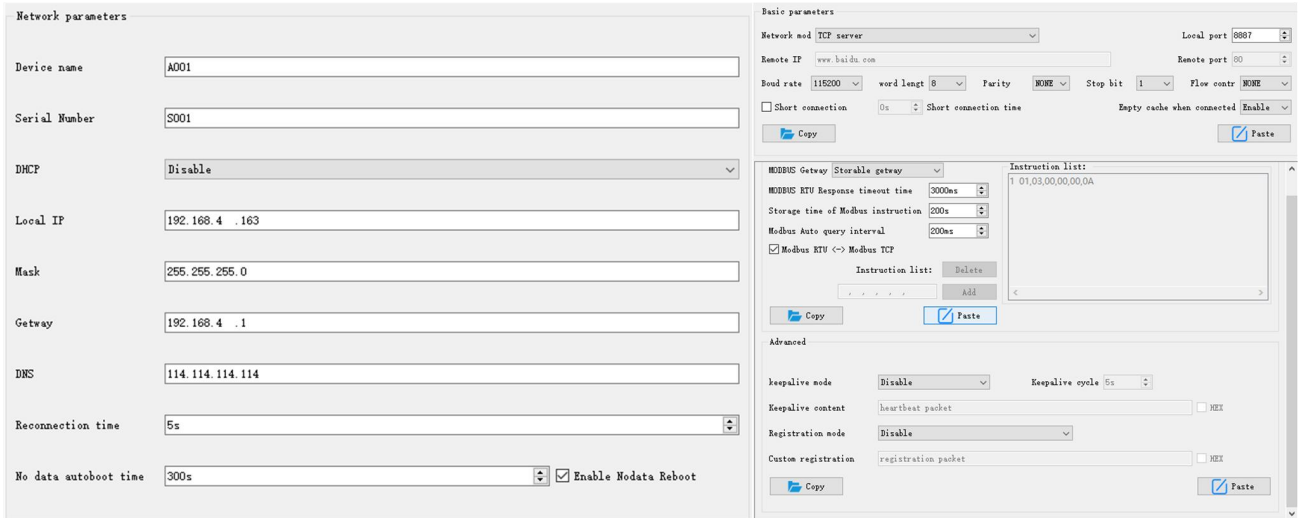 Network parameters
Device name A001
Serial Number S001
DHCP Disable
Local IP 192.168.4 .163
Mask 255.255.255.0
Getway 192.168.4 .1
DNS 114.114.114.114
Reconnection time 5s
No data autoboot time 300s Enable Nodata Reboot
Basic parameters
Network mod TCP server Local port 8887
Remote IP www.baidu.com Remote port 80
Boud rate 115200 word lengt 8 Parity NONE Stop bit 1 Flow contr NONE
Short connection 0s Short connection time Empty cache when connected Enable
Copy Paste
MODBUS Getway Storable getway
MODBUS RTU Response timeout time 3000ms
Storage time of Modbus instruction 200s
Modbus Auto query interval 200ms
Modbus RTU <-> Modbus TCP
Instruction list: Delete
, , , , , Add
Copy Paste
Instruction list:
1 01,03,00,00,00,0A
Advanced
keepalive mode Disable Keepalive cycle 5s
Keepalive content heartbeat packet HEX
Registration mode Disable
Custom registration registration packet HEX
Copy Paste